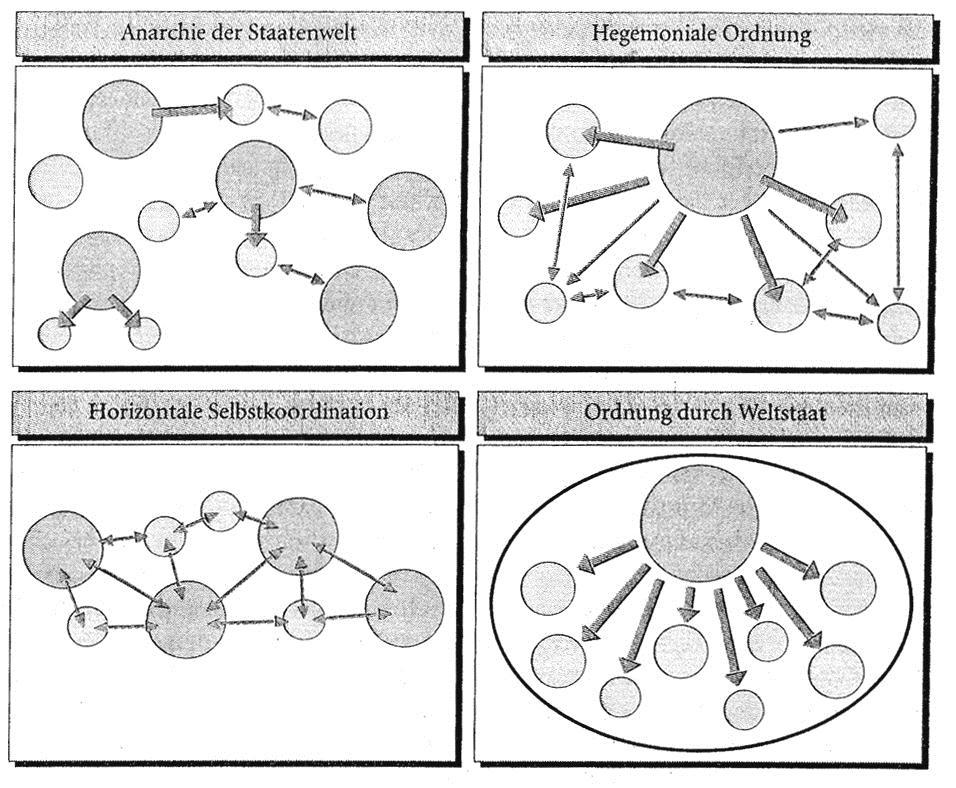 Anarchie der Staatenwelt
Hegemoniale Ordnung
Horizontale Selbstkoordination
Ordnung durch Weltstaat